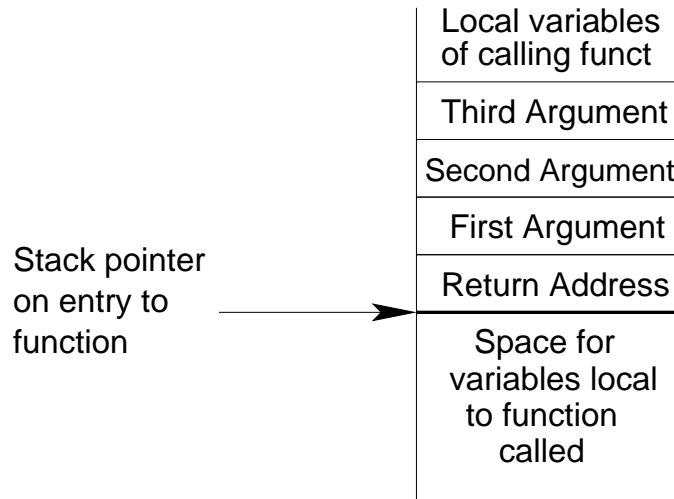 Local variables
of calling funct
Third Argument
Second Argument
First Argument
Return Address
Stack pointer
on entry to
function
Space for
variables local
to function
called